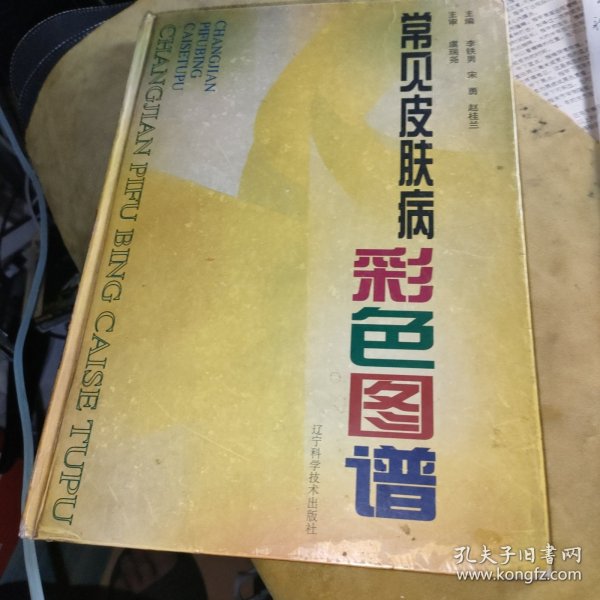 常见皮肤病
彩色图谱
主编 李铁男 宋勇 赵桂兰
主审 虞瑞尧
CHANGJIAN
PIFUBING
CAISETUPU
CHANGJIAN PIFU BING CAISE TUPU
辽宁科学技术出版社
孔夫子旧书网
www.kongfz.com